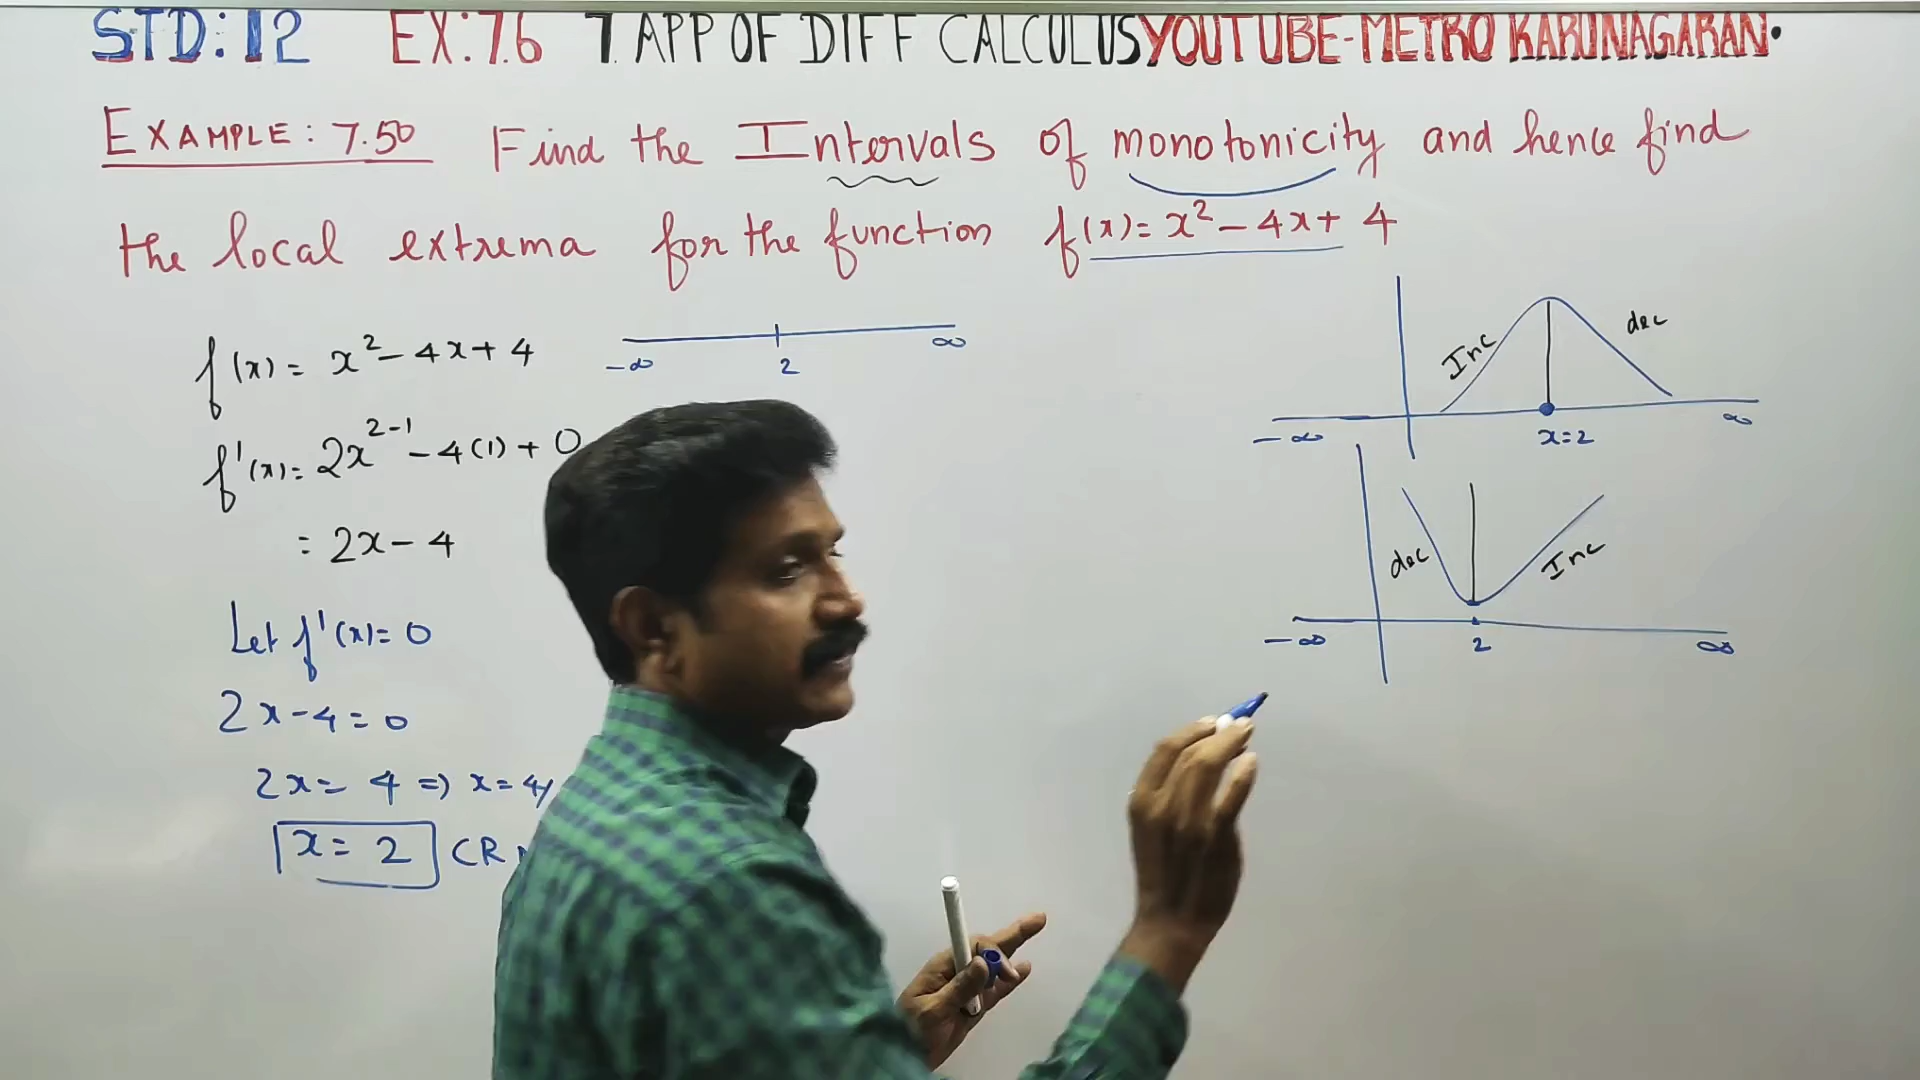 STD:12 EX:7.6 7. APP OF DIFF CALCULUS YOUTUBE-METRO KARUNAGARAN.
EXAMPLE: 7.50 Find the Intervals of monotonicity and hence find
the local extrema for the function f(x)= x²-4x+4
f(x)= x²-4x+4
f'(x)= 2x²⁻¹-4(1)+0
= 2x-4
Let f'(x)=0
2x-4=0
2x= 4 => x=4/
x= 2 CR
-∞ 2 ∞
Inc dec
-∞ x=2 ∞
dec Inc
-∞ 2 ∞